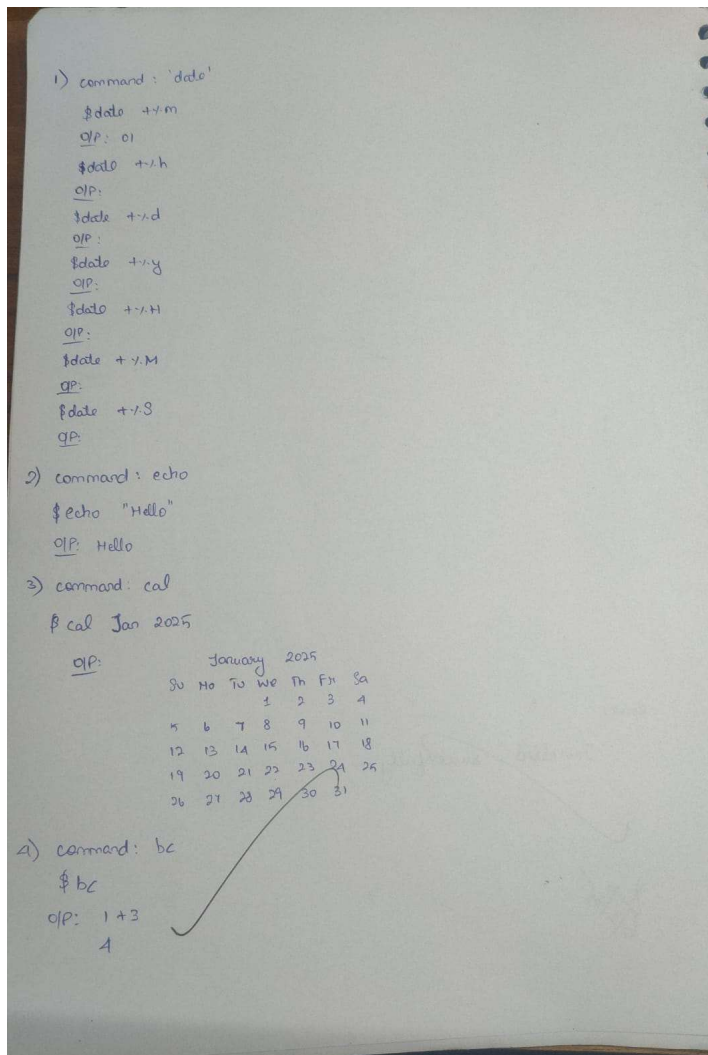 1) command : 'date'
$date +%m
O/P: 01
$date +%h
O/P:
$date +%d
O/P:
$date +%y
O/P:
$date +%H
O/P:
$date +%M
O/P:
$date +%S
O/P:
2) command : echo
$echo "Hello"
O/P: Hello
3) command: cal
$ cal Jan 2025
O/P: January 2025
Su Mo Tu We Th Fr Sa
1 2 3 4
5 6 7 8 9 10 11
12 13 14 15 16 17 18
19 20 21 22 23 24 25
26 27 28 29 30 31
4) command: bc
$ bc
O/P: 1+3
4